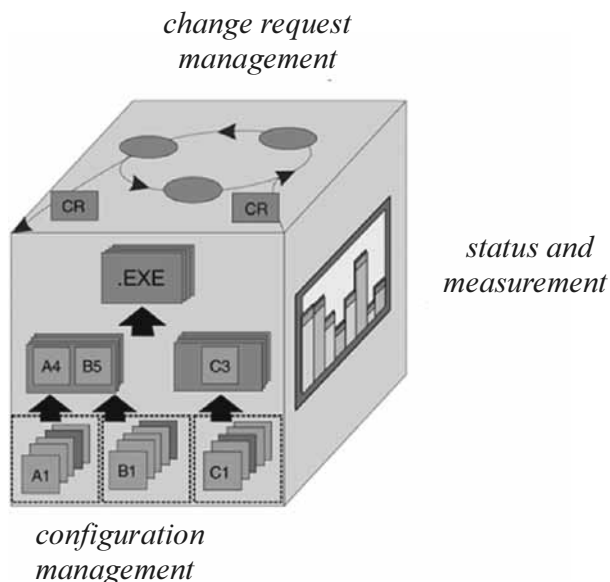 change request
management
CR
CR
status and
measurement
.EXE
A4
B5
C3
A1
B1
C1
configuration
management